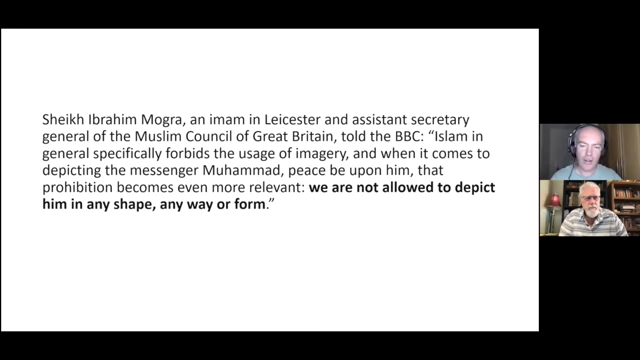 Sheikh Ibrahim Mogra, an imam in Leicester and assistant secretary
general of the Muslim Council of Great Britain, told the BBC: “Islam in
general specifically forbids the usage of imagery, and when it comes to
depicting the messenger Muhammad, peace be upon him, that
prohibition becomes even more relevant: we are not allowed to depict
him in any shape, any way or form.”